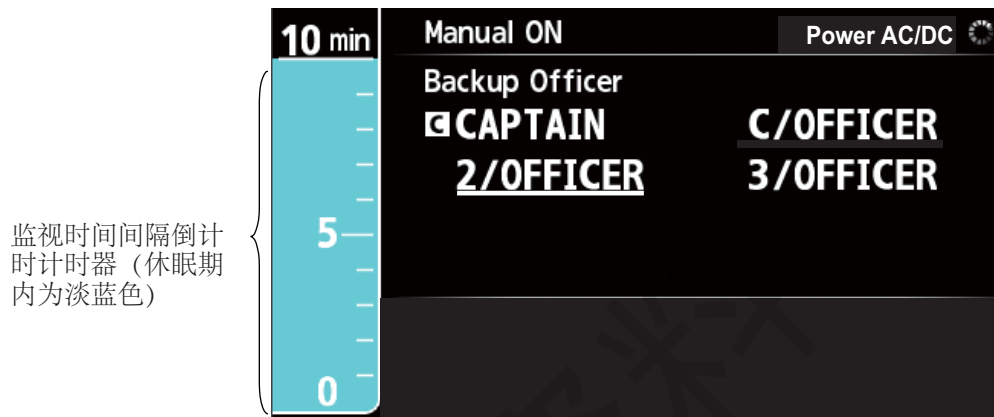 10 min
Manual ON
Power AC/DC
Backup Officer
C CAPTAIN
C/OFFICER
2/OFFICER
3/OFFICER
监视时间间隔倒计
时计时器 (休眠期
内为淡蓝色)
5
0